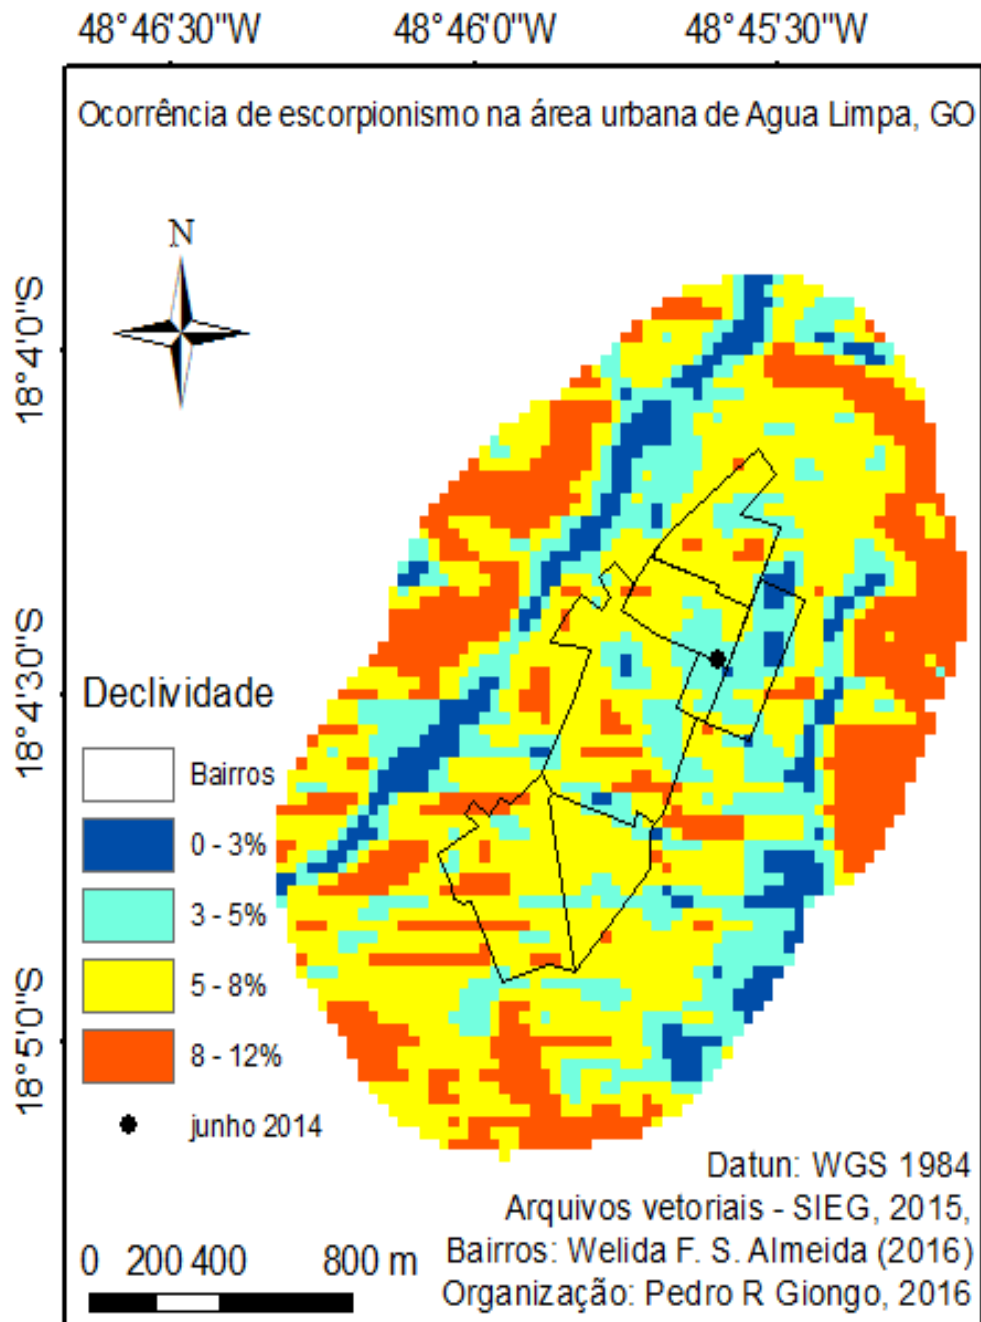 48°46'30"W 48°46'0"W 48°45'30"W
Ocorrência de escorpionismo na área urbana de Agua Limpa, GO
N
18°4'0"S
18°4'30"S
18°5'0"S
Declividade
Bairros
0 - 3%
3 - 5%
5 - 8%
8 - 12%
junho 2014
0 200 400 800 m
Datun: WGS 1984
Arquivos vetoriais - SIEG, 2015,
Bairros: Welida F. S. Almeida (2016)
Organização: Pedro R Giongo, 2016